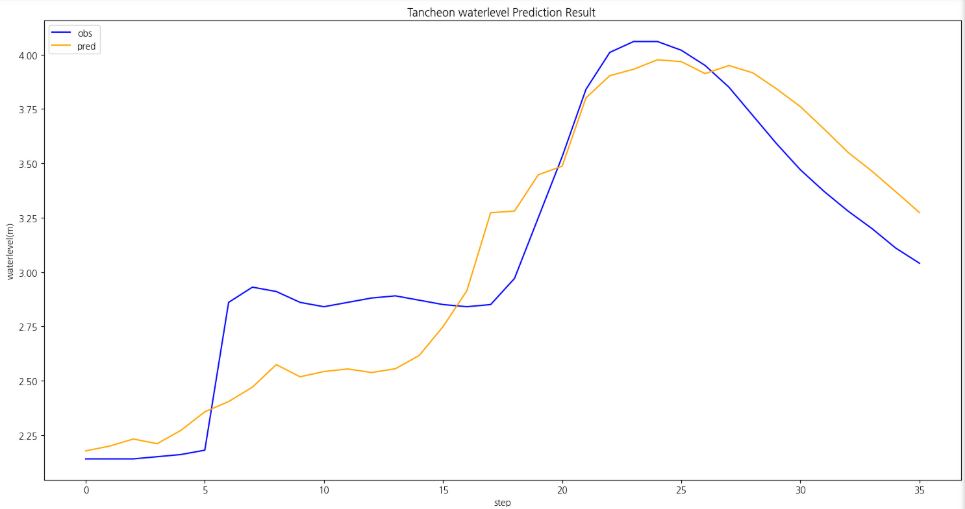 Tancheon waterlevel Prediction Result
obs
pred
4.00
3.75
3.50
3.25
3.00
2.75
2.50
2.25
waterlevel(m)
0 5 10 15 20 25 30 35
step